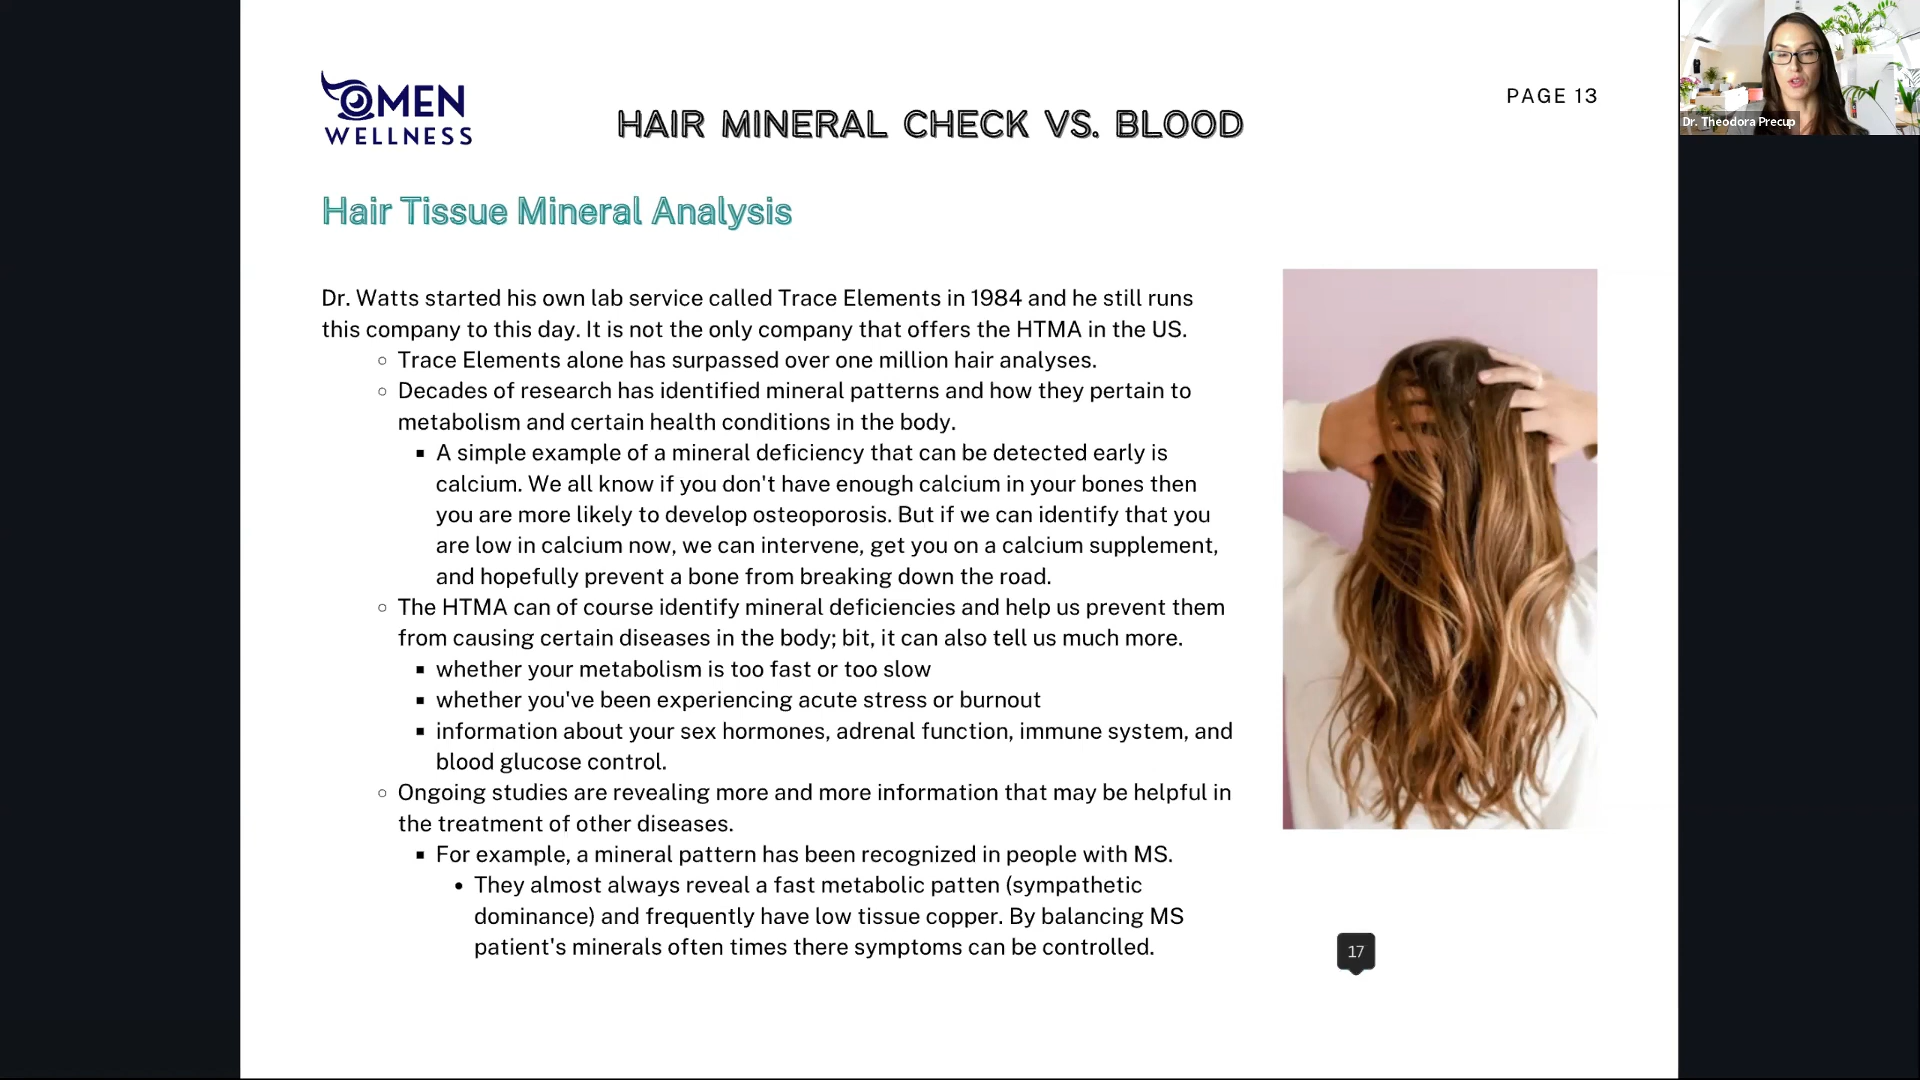 OMEN
WELLNESS
HAIR MINERAL CHECK VS. BLOOD
PAGE 13
Dr. Theodora Precup
Hair Tissue Mineral Analysis
Dr. Watts started his own lab service called Trace Elements in 1984 and he still runs
this company to this day. It is not the only company that offers the HTMA in the US.
Trace Elements alone has surpassed over one million hair analyses.
Decades of research has identified mineral patterns and how they pertain to
metabolism and certain health conditions in the body.
A simple example of a mineral deficiency that can be detected early is
calcium. We all know if you don't have enough calcium in your bones then
you are more likely to develop osteoporosis. But if we can identify that you
are low in calcium now, we can intervene, get you on a calcium supplement,
and hopefully prevent a bone from breaking down the road.
The HTMA can of course identify mineral deficiencies and help us prevent them
from causing certain diseases in the body; bit, it can also tell us much more.
whether your metabolism is too fast or too slow
whether you've been experiencing acute stress or burnout
information about your sex hormones, adrenal function, immune system, and
blood glucose control.
Ongoing studies are revealing more and more information that may be helpful in
the treatment of other diseases.
For example, a mineral pattern has been recognized in people with MS.
They almost always reveal a fast metabolic patten (sympathetic
dominance) and frequently have low tissue copper. By balancing MS
patient's minerals often times there symptoms can be controlled.
17